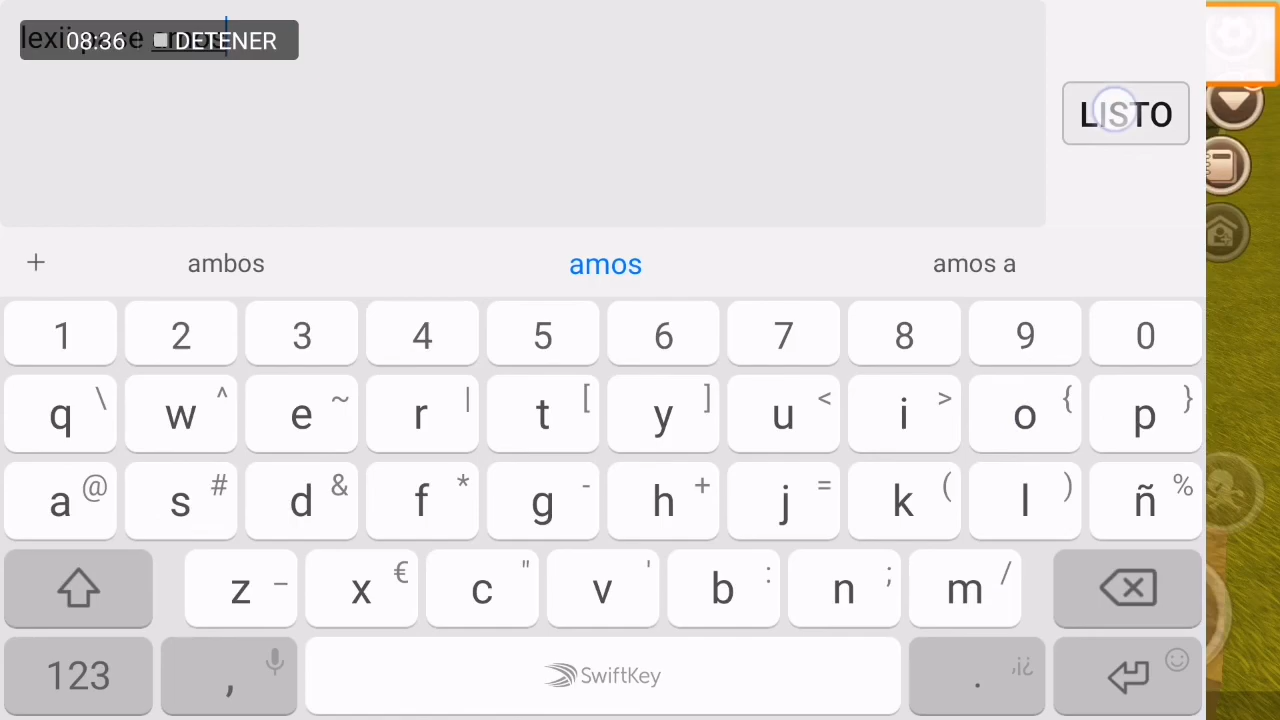 08:36 DETENER
LISTO
+ ambos amos amos a
1 2 3 4 5 6 7 8 9 0
q \ w ^ e ~ r | t [ y ] u < i > o { p }
a @ s # d & f * g - h + j = k ( l ) ñ %
z _ x € c " v ' b : n ; m /
123 , SwiftKey . ,¡¿